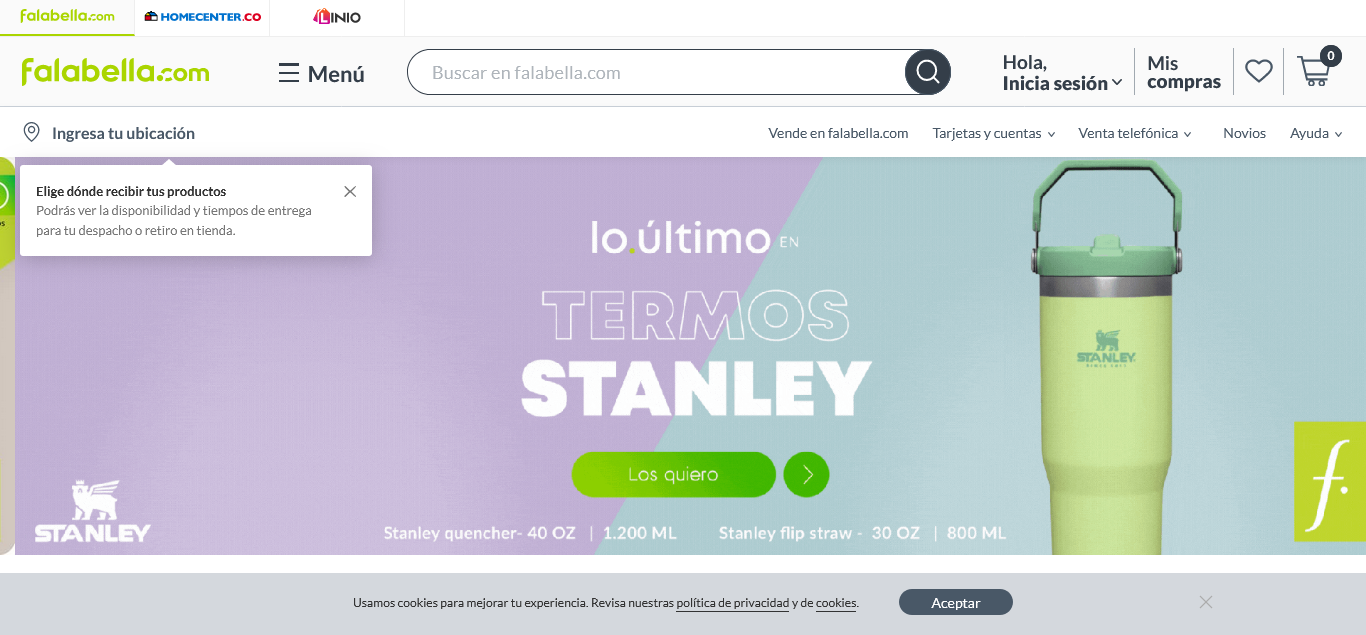 falabella.com
HOMECENTER.CO
LINIO
falabella.com
Menú
Buscar en falabella.com
Hola,
Inicia sesión
Mis
compras
0
Ingresa tu ubicación
Vende en falabella.com
Tarjetas y cuentas
Venta telefónica
Novios
Ayuda
Elige dónde recibir tus productos
Podrás ver la disponibilidad y tiempos de entrega
para tu despacho o retiro en tienda.
lo.último EN
TERMOS
STANLEY
Los quiero
STANLEY
SINCE 1913
STANLEY
Stanley quencher- 40 OZ | 1.200 ML
Stanley flip straw - 30 OZ | 800 ML
f.
Usamos cookies para mejorar tu experiencia. Revisa nuestras política de privacidad y de cookies.
Aceptar